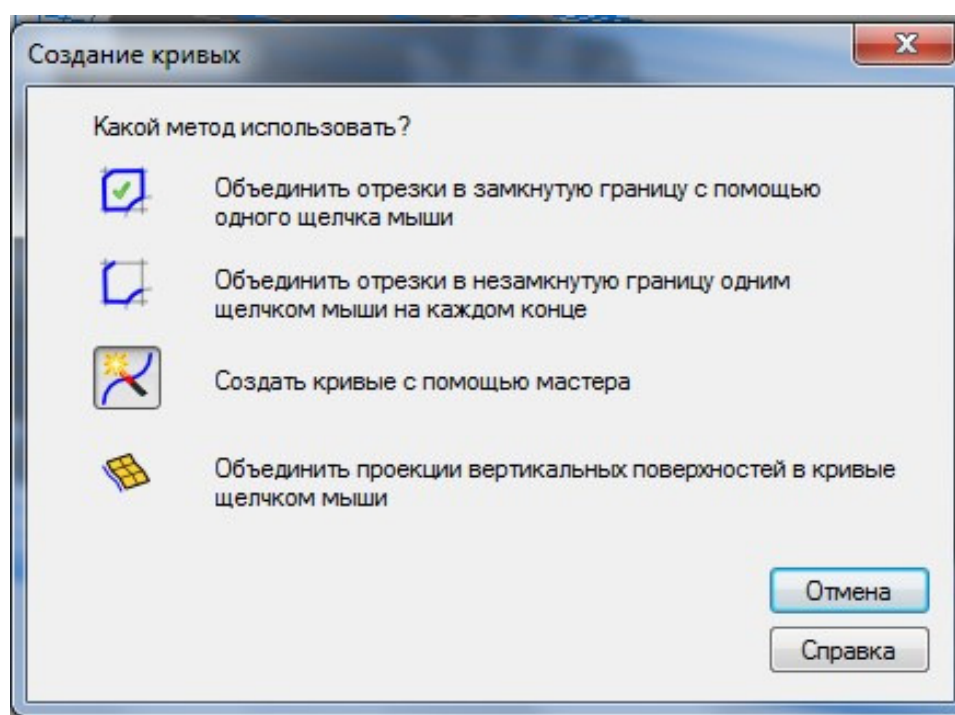 Создание кривых
Какой метод использовать?
Объединить отрезки в замкнутую границу с помощью
одного щелчка мыши
Объединить отрезки в незамкнутую границу одним
щелчком мыши на каждом конце
Создать кривые с помощью мастера
Объединить проекции вертикальных поверхностей в кривые
щелчком мыши
Отмена
Справка